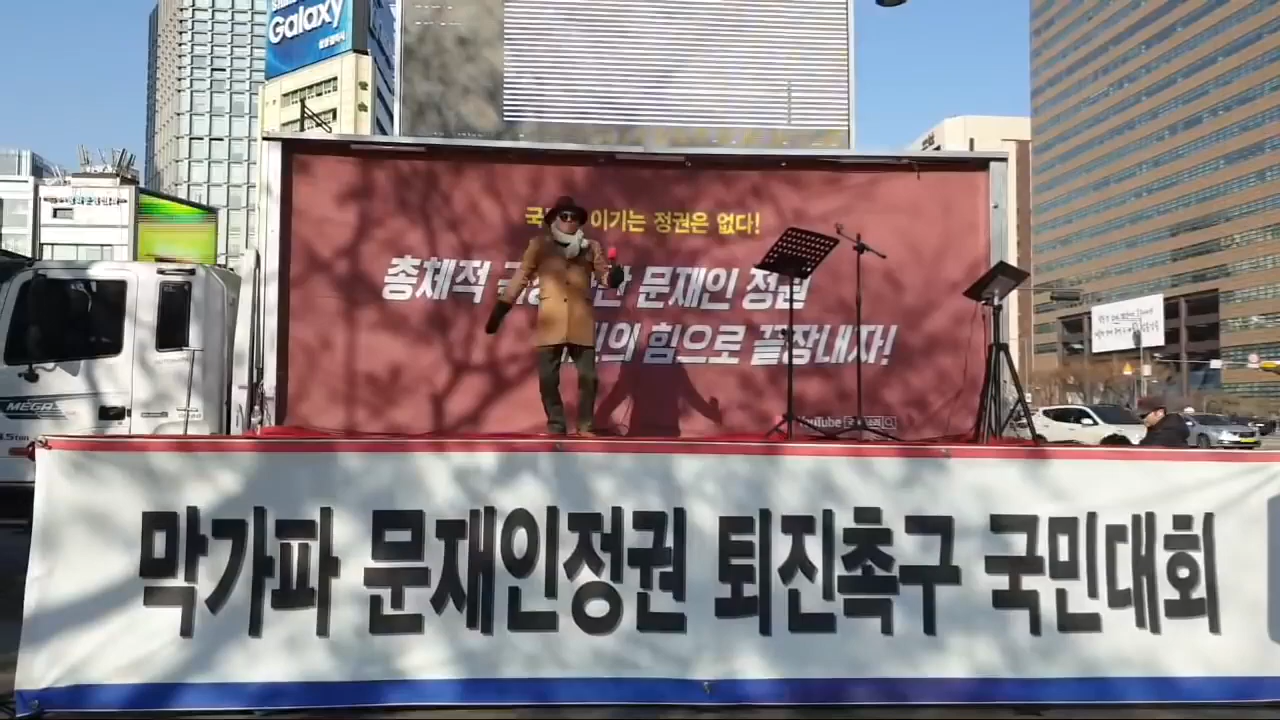 Galaxy
이기는 정권은 없다!
총체적 문재인 정권
힘으로 끝장내자!
YouTube
MEGA
막가파 문재인정권 퇴진촉구 국민대회